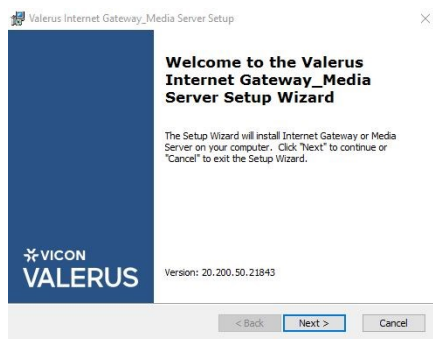 Valerus Internet Gateway_Media Server Setup
Welcome to the Valerus
Internet Gateway_Media
Server Setup Wizard
The Setup Wizard will install Internet Gateway or Media
Server on your computer. Click "Next" to continue or
"Cancel" to exit the Setup Wizard.
VICON
VALERUS
Version: 20.200.50.21843
< Back
Next >
Cancel